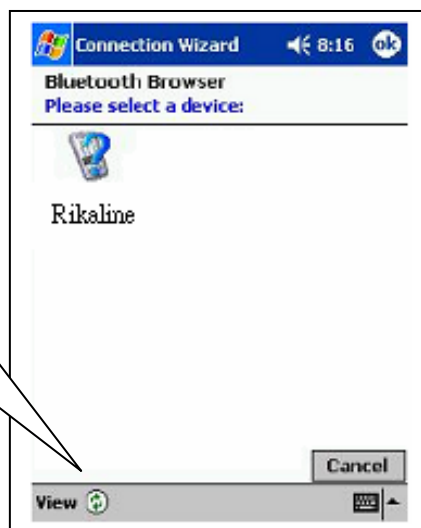 Connection Wizard 8:16 ok
Bluetooth Browser
Please select a device:
Rikaline
Cancel
View